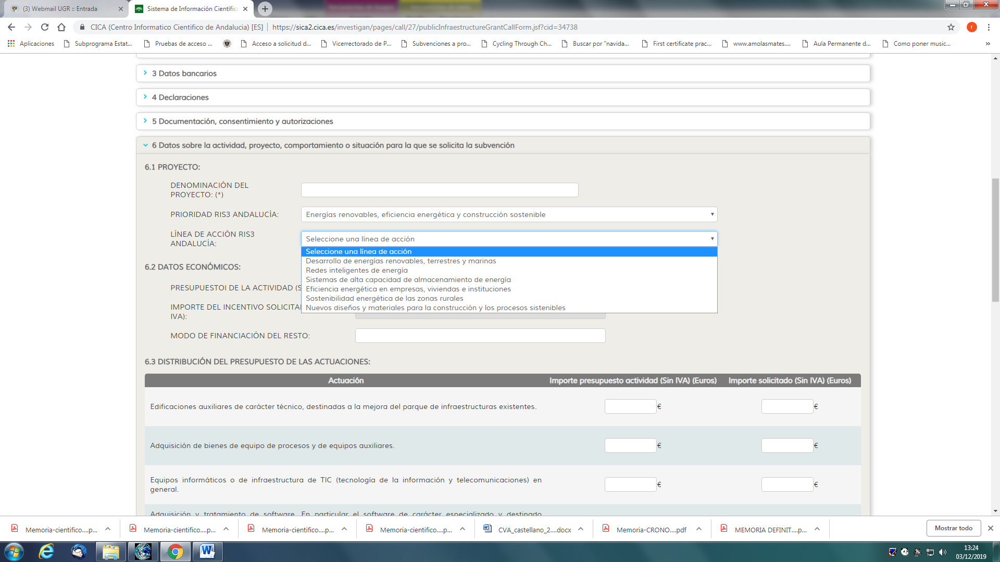 (3) Webmail UGR :: Entrada
Sistema de Información Científica
CICA (Centro Informatico Cientifico de Andalucia) [ES]
https://sica2.cica.es/investigan/pages/call/27/publicInfrastructureGrantCallForm.jsf?cid=34738
r
Aplicaciones
Subprograma Estat...
Pruebas de acceso ...
Acceso a solicitud d...
Vicerrectorado de P...
Subvenciones a pro...
Cycling Through Ch...
Buscar por "navida...
First certificate prac...
www.amolasmates....
Aula Permanente d...
Como poner music...
»
3 Datos bancarios
4 Declaraciones
5 Documentación, consentimiento y autorizaciones
6 Datos sobre la actividad, proyecto, comportamiento o situación para la que se solicita la subvención
6.1 PROYECTO:
DENOMINACIÓN DEL
PROYECTO: (*)
PRIORIDAD RIS3 ANDALUCÍA:
Energías renovables, eficiencia energética y construcción sostenible
LÍNEA DE ACCIÓN RIS3
ANDALUCÍA:
Seleccione una línea de acción
Seleccione una línea de acción
Desarrollo de energías renovables, terrestres y marinas
Redes inteligentes de energía
Sistemas de alta capacidad de almacenamiento de energía
Eficiencia energética en empresas, viviendas e instituciones
Sostenibilidad energética de las zonas rurales
Nuevos diseños y materiales para la construcción y los procesos sistenibles
6.2 DATOS ECONÓMICOS:
PRESUPUESTOI DE LA ACTIVIDAD (S
IMPORTE DEL INCENTIVO SOLICITA
IVA):
MODO DE FINANCIACIÓN DEL RESTO:
6.3 DISTRIBUCIÓN DEL PRESUPUESTO DE LAS ACTUACIONES:
Actuación
Importe presupuesto actividad (Sin IVA) (Euros)
Importe solicitado (Sin IVA) (Euros)
Edificaciones auxiliares de carácter técnico, destinadas a la mejora del parque de infraestructuras existentes.
€
€
Adquisición de bienes de equipo de procesos y de equipos auxiliares.
€
€
Equipos informáticos o de infraestructura de TIC (tecnología de la información y telecomunicaciones) en
general.
€
€
Adquisición y tratamiento de software. En particular el software de carácter especializado y destinado
Memoria-cientifico....p...
Memoria-cientifico....p...
Memoria-cientifico....p...
Memoria-cientifico....p...
CVA_castellano_2....docx
Memoria-CRONO....pdf
MEMORIA DEFINIT....p...
Mostrar todo
13:24
03/12/2019